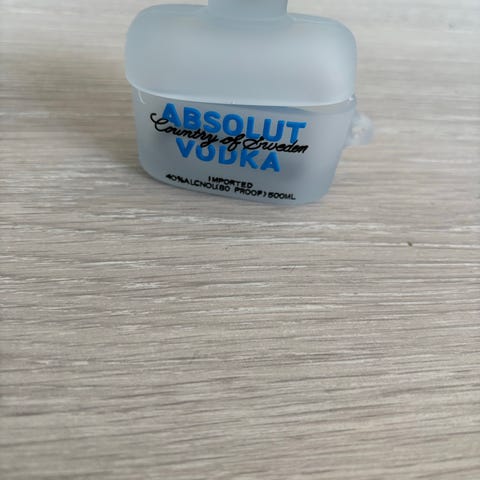 ABSOLUT
Country of Sweden
VODKA
IMPORTED
40%ALCNOL(80 PROOF)500ML